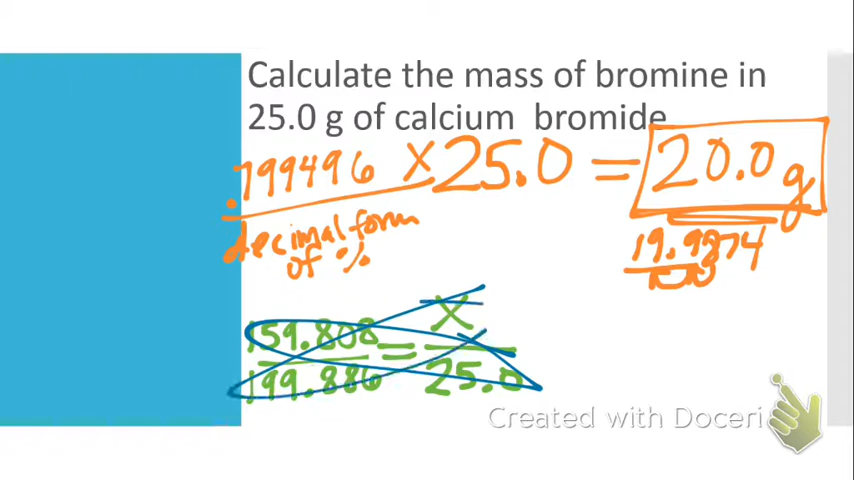 Calculate the mass of bromine in
25.0 g of calcium bromide
.799496 X 25.0 = 20.0 g
decimal form
of %
19.9874
159.808 = X
199.886 25.0
Created with Doceri